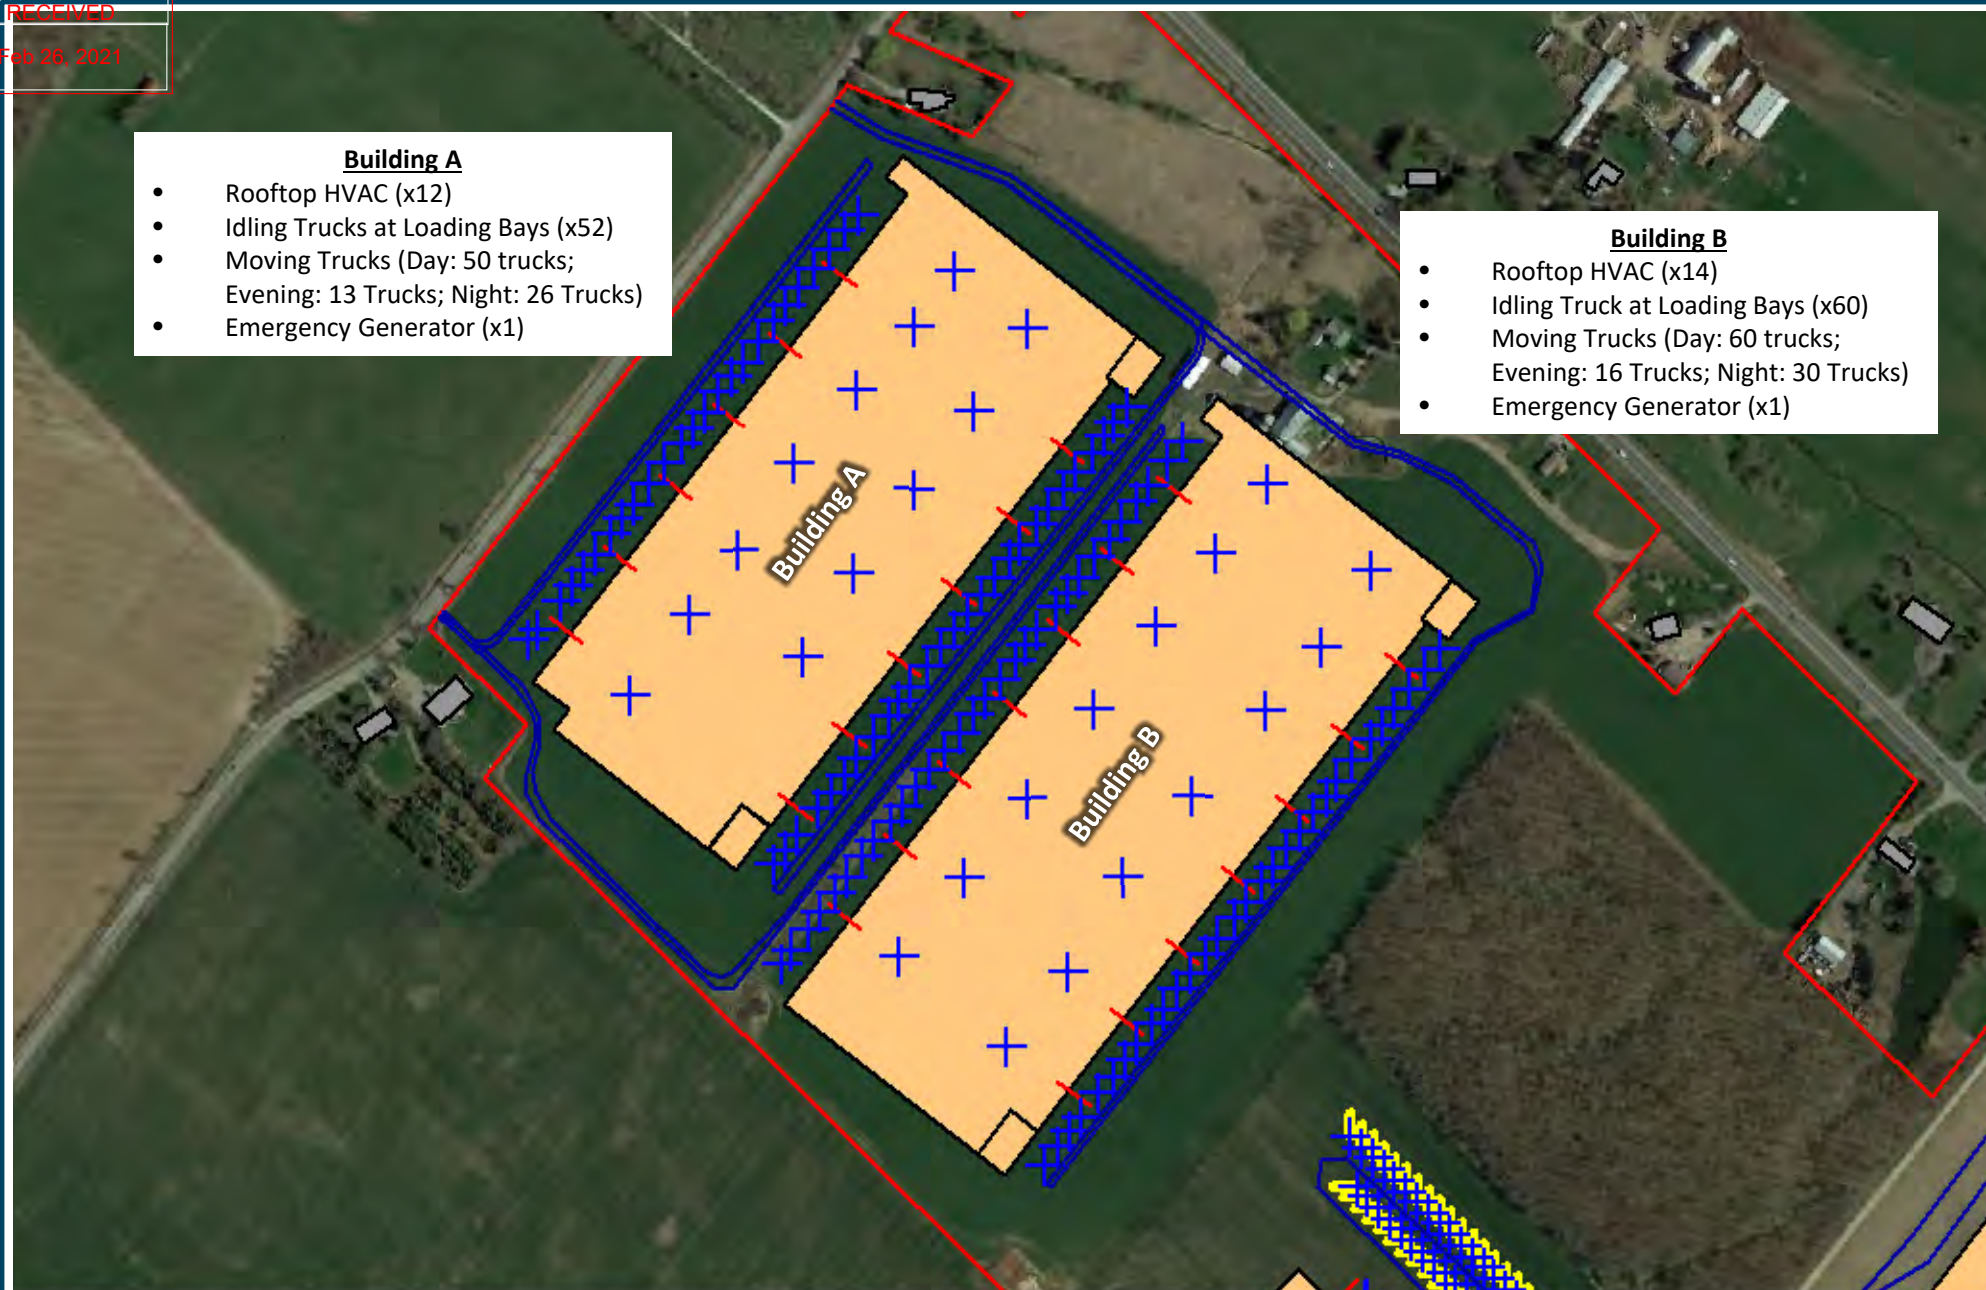 RECEIVED
Feb 26, 2021
Building A
• Rooftop HVAC (x12)
• Idling Trucks at Loading Bays (x52)
• Moving Trucks (Day: 50 trucks;
Evening: 13 Trucks; Night: 26 Trucks)
• Emergency Generator (x1)
Building B
• Rooftop HVAC (x14)
• Idling Truck at Loading Bays (x60)
• Moving Trucks (Day: 60 trucks;
Evening: 16 Trucks; Night: 30 Trucks)
• Emergency Generator (x1)
Building A
Building B